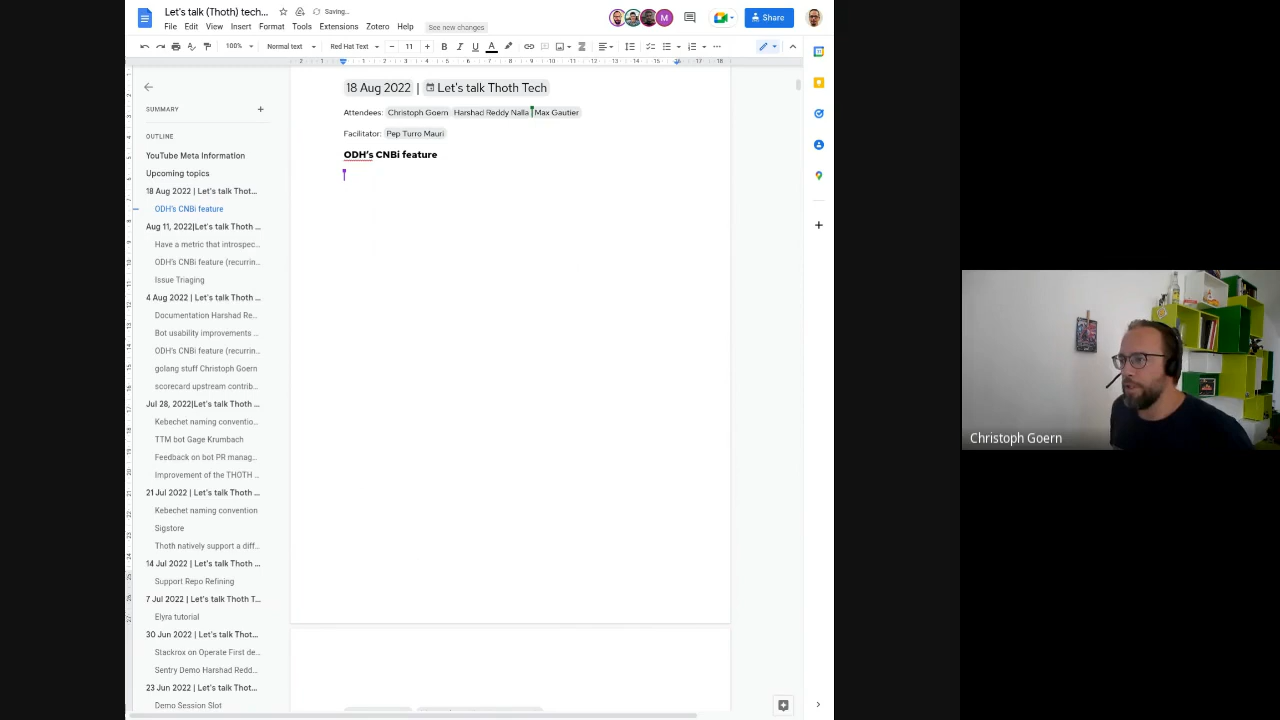 Let's talk (Thoth) tech...
Saving...
File Edit View Insert Format Tools Extensions Zotero Help
See new changes
M
Share
100%
Normal text
Red Hat Text
11
SUMMARY
OUTLINE
YouTube Meta Information
Upcoming topics
18 Aug 2022 | Let's talk Thot...
ODH's CNBi feature
Aug 11, 2022|Let's talk Thoth ...
Have a metric that introspec...
ODH's CNBi feature (recurrin...
Issue Triaging
4 Aug 2022 | Let's talk Thoth ...
Documentation Harshad Re...
Bot usability improvements ...
ODH's CNBi feature (recurrin...
golang stuff Christoph Goern
scorecard upstream contrib...
Jul 28, 2022|Let's talk Thoth ...
Kebechet naming conventio...
TTM bot Gage Krumbach
Feedback on bot PR manag...
Improvement of the THOTH ...
21 Jul 2022 | Let's talk Thoth ...
Kebechet naming convention
Sigstore
Thoth natively support a diff...
14 Jul 2022 | Let's talk Thoth ...
Support Repo Refining
7 Jul 2022 | Let's talk Thoth T...
Elyra tutorial
30 Jun 2022 | Let's talk Thot...
Stackrox on Operate First de...
Sentry Demo Harshad Redd...
23 Jun 2022 | Let's talk Thot...
Demo Session Slot
18 Aug 2022 | Let's talk Thoth Tech
Attendees: Christoph Goern Harshad Reddy Nalla Max Gautier
Facilitator: Pep Turro Mauri
ODH's CNBi feature
Christoph Goern